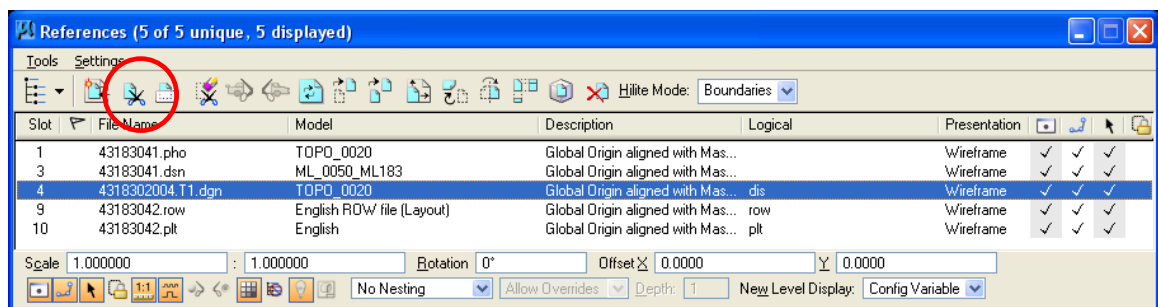 References (5 of 5 unique, 5 displayed)
Tools Settings
Hilite Mode: Boundaries
Slot File Name Model Description Logical Presentation
1 43183041.pho TOPO_0020 Global Origin aligned with Mas... Wireframe
3 43183041.dsn ML_0050_ML183 Global Origin aligned with Mas... Wireframe
4 4318302004.T1.dgn TOPO_0020 Global Origin aligned with Mas... dis Wireframe
9 43183042.row English ROW file (Layout) Global Origin aligned with Mas... row Wireframe
10 43183042.plt English Global Origin aligned with Mas... plt Wireframe
Scale 1.000000 : 1.000000 Rotation 0° Offset X 0.0000 Y 0.0000
1:1 No Nesting Allow Overrides Depth: 1 New Level Display: Config Variable